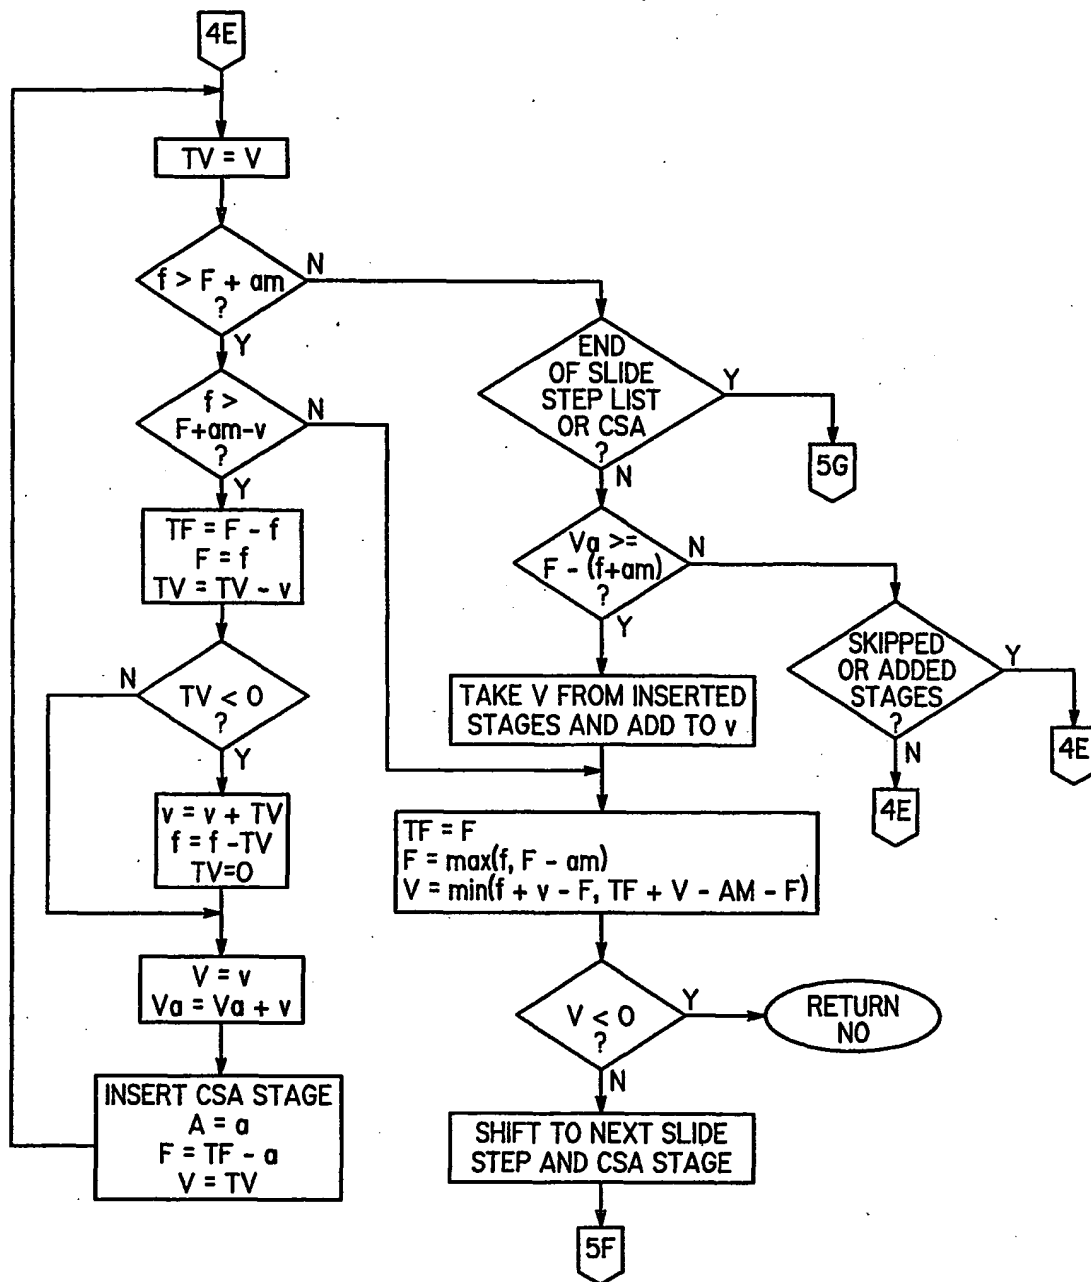 4E
TV = V
f > F + am
?
N
Y
f >
F+am-v
?
N
Y
TF = F - f
F = f
TV = TV - v
TV < 0
?
N
Y
v = v + TV
f = f -TV
TV=0
V = v
Va = Va + v
INSERT CSA STAGE
A = a
F = TF - a
V = TV
END
OF SLIDE
STEP LIST
OR CSA
?
Y
5G
N
Va >=
F - (f+am)
?
N
Y
SKIPPED
OR ADDED
STAGES
?
Y
4E
N
4E
TAKE V FROM INSERTED
STAGES AND ADD TO v
TF = F
F = max(f, F - am)
V = min(f + v - F, TF + V - AM - F)
V < 0
?
Y
RETURN
NO
N
SHIFT TO NEXT SLIDE
STEP AND CSA STAGE
5F